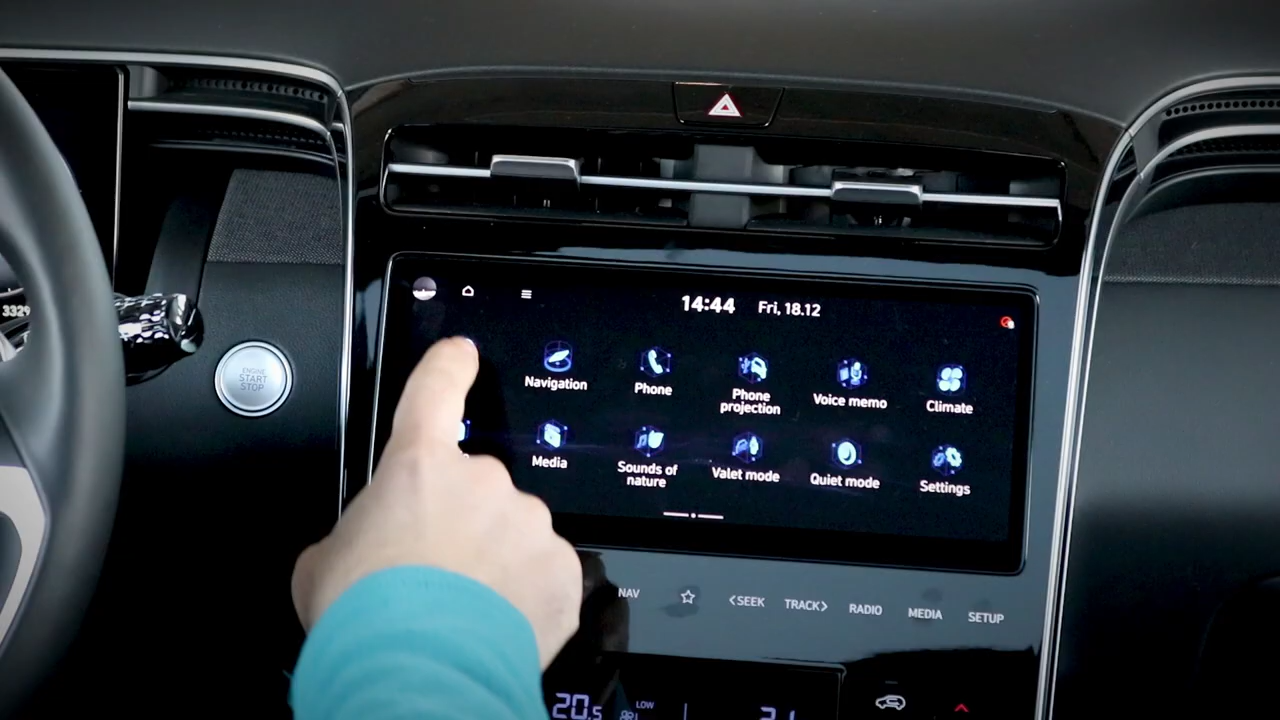 14:44 Fri, 18.12
3329
ENGINE
START
STOP
Navigation
Phone
Phone
projection
Voice memo
Climate
Media
Sounds of
nature
Valet mode
Quiet mode
Settings
NAV
<SEEK
TRACK>
RADIO
MEDIA
SETUP
20.5
LOW